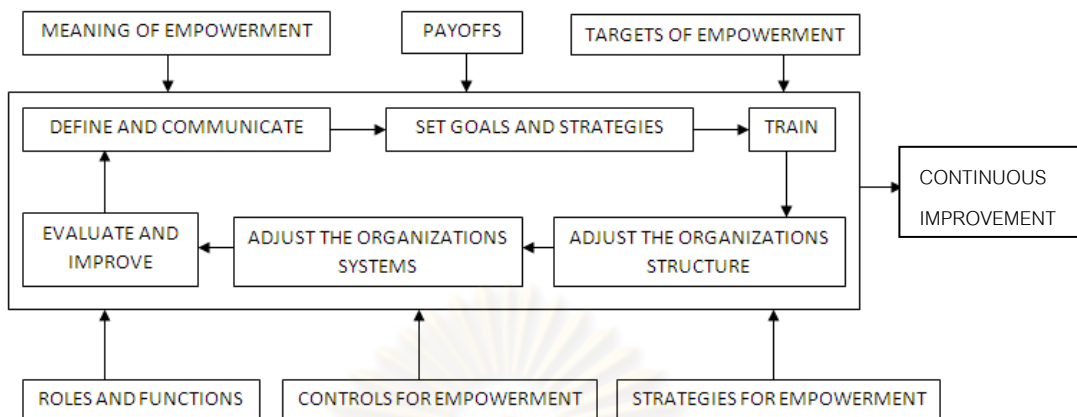 MEANING OF EMPOWERMENT
PAYOFFS
TARGETS OF EMPOWERMENT
DEFINE AND COMMUNICATE
SET GOALS AND STRATEGIES
TRAIN
CONTINUOUS
IMPROVEMENT
EVALUATE AND
IMPROVE
ADJUST THE ORGANIZATIONS
SYSTEMS
ADJUST THE ORGANIZATIONS
STRUCTURE
ROLES AND FUNCTIONS
CONTROLS FOR EMPOWERMENT
STRATEGIES FOR EMPOWERMENT